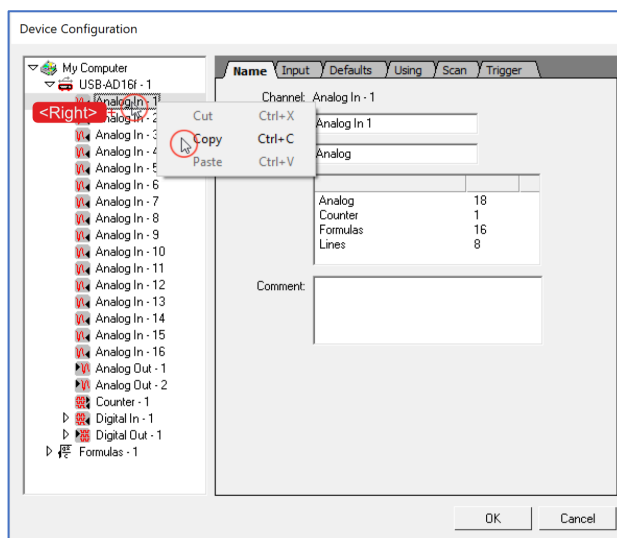 Device Configuration
My Computer
USB-AD16f - 1
Analog In - 1
<Right>
Analog In - 2
Analog In - 3
Analog In - 4
Analog In - 5
Analog In - 6
Analog In - 7
Analog In - 8
Analog In - 9
Analog In - 10
Analog In - 11
Analog In - 12
Analog In - 13
Analog In - 14
Analog In - 15
Analog In - 16
Analog Out - 1
Analog Out - 2
Counter - 1
Digital In - 1
Digital Out - 1
Formulas - 1
Cut Ctrl+X
Copy Ctrl+C
Paste Ctrl+V
Name Input Defaults Using Scan Trigger
Channel: Analog In - 1
Analog In 1
Analog
Analog 18
Counter 1
Formulas 16
Lines 8
Comment:
OK Cancel